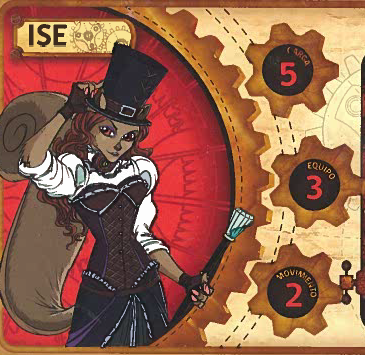 ISE
CARGA
5
EQUIPO
3
MOVIMIENTO
2